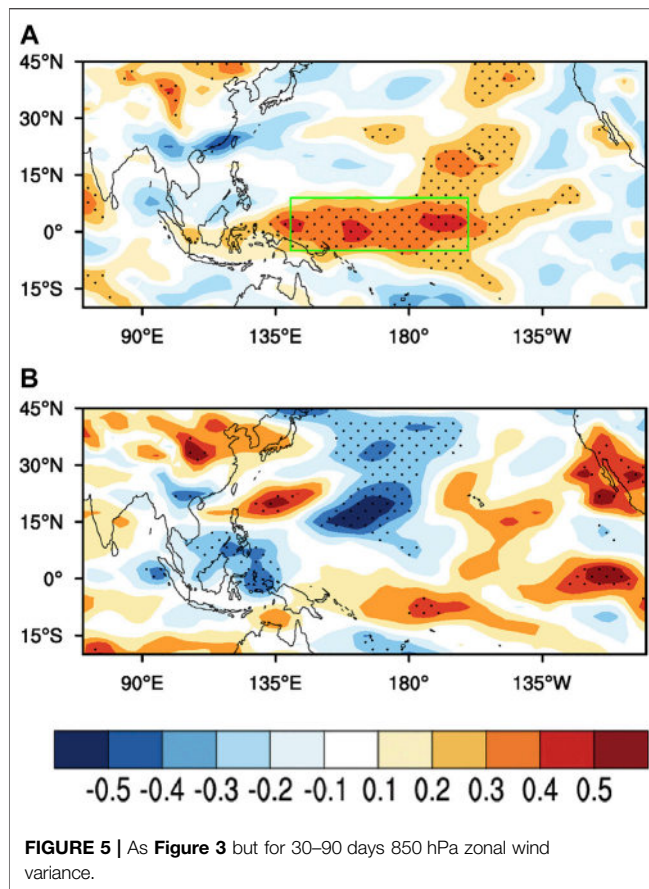 A
45°N
30°N
15°N
0°
15°S
90°E 135°E 180° 135°W
B
45°N
30°N
15°N
0°
15°S
90°E 135°E 180° 135°W
-0.5 -0.4 -0.3 -0.2 -0.1 0.1 0.2 0.3 0.4 0.5
FIGURE 5 | As Figure 3 but for 30–90 days 850 hPa zonal wind
variance.